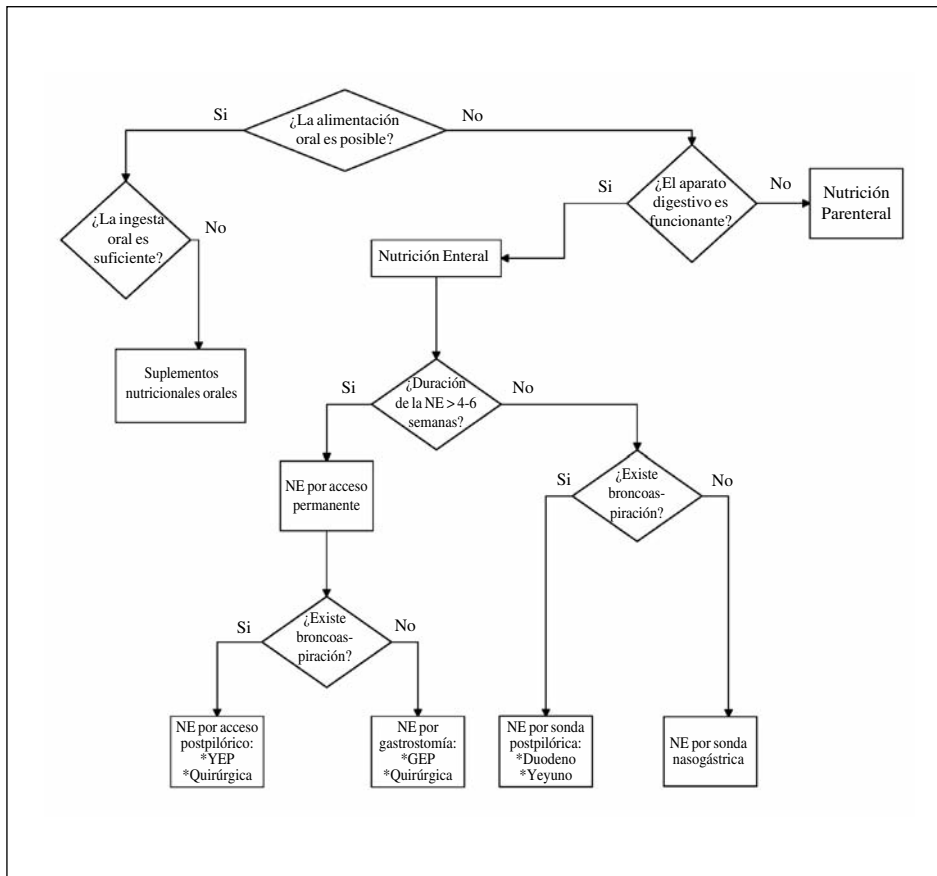 Si
¿La alimentación
oral es posible?
No
¿La ingesta
oral es
suficiente?
No
Suplementos
nutricionales orales
Si
¿El aparato
digestivo es
funcionante?
No
Nutrición
Parenteral
Nutrición Enteral
Si
¿Duración
de la NE > 4-6
semanas?
No
NE por acceso
permanente
Si
¿Existe
broncoas-
piración?
No
Si
¿Existe
broncoas-
piración?
No
NE por acceso
postpilórico:
*YEP
*Quirúrgica
NE por
gastrostomía:
*GEP
*Quirúrgica
NE por sonda
postpilórica:
*Duodeno
*Yeyuno
NE por sonda
nasogástrica